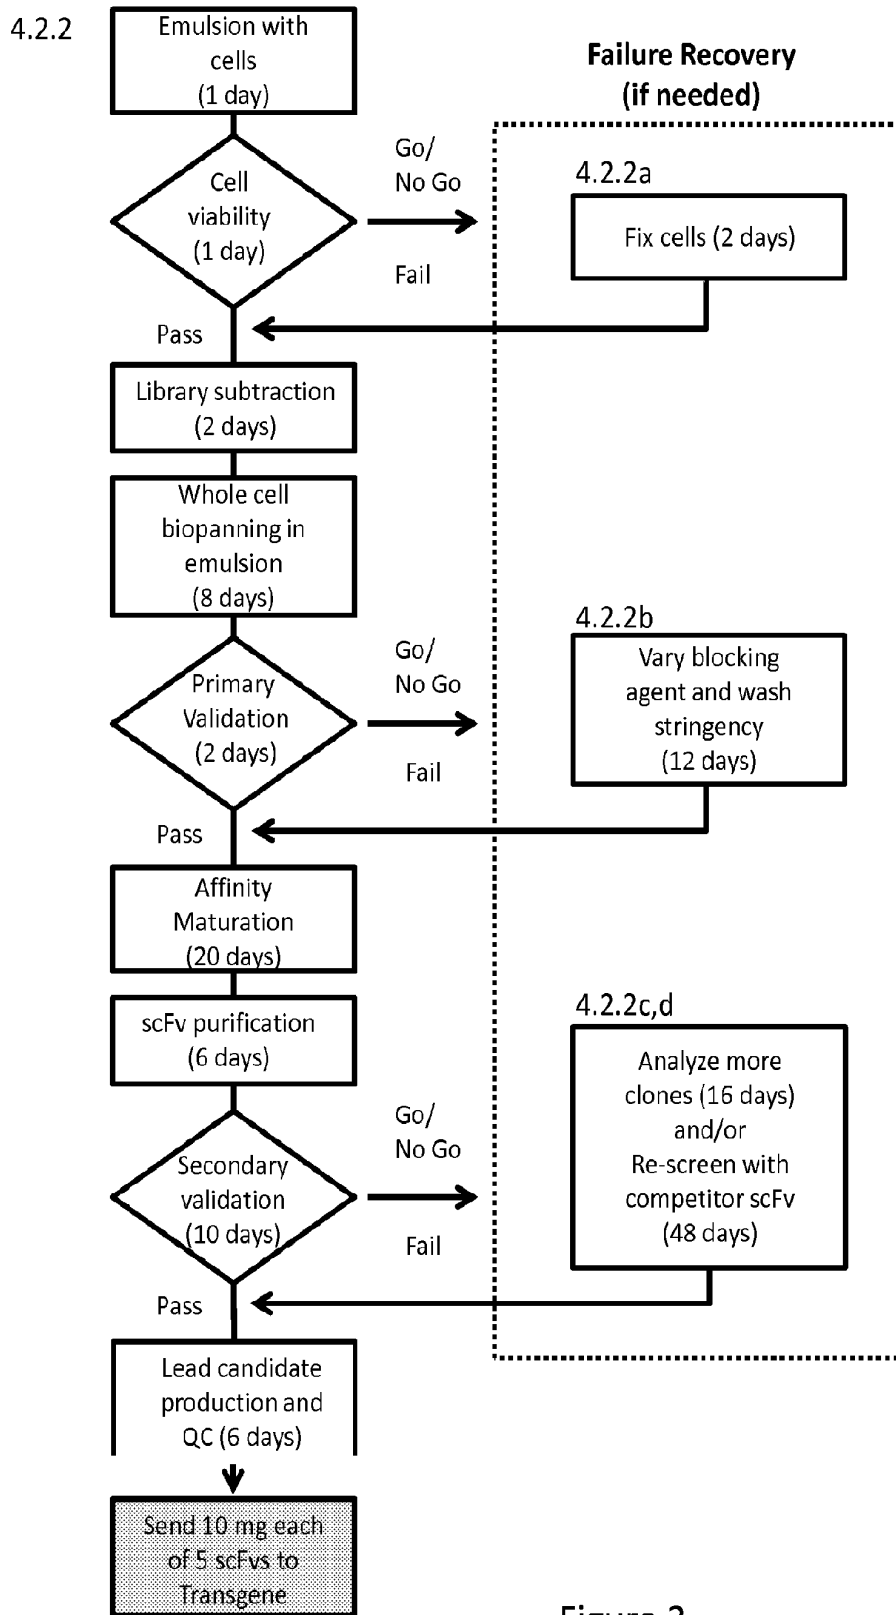 4.2.2
Emulsion with
cells
(1 day)
Failure Recovery
(if needed)
Cell
viability
(1 day)
Go/
No Go
Fail
4.2.2a
Fix cells (2 days)
Pass
Library subtraction
(2 days)
Whole cell
biopanning in
emulsion
(8 days)
Primary
Validation
(2 days)
Go/
No Go
Fail
4.2.2b
Vary blocking
agent and wash
stringency
(12 days)
Pass
Affinity
Maturation
(20 days)
scFv purification
(6 days)
Secondary
validation
(10 days)
Go/
No Go
Fail
4.2.2c,d
Analyze more
clones (16 days)
and/or
Re-screen with
competitor scFv
(48 days)
Pass
Lead candidate
production and
QC (6 days)
Send 10 mg each
of 5 scFvs to
Transgene
Figure